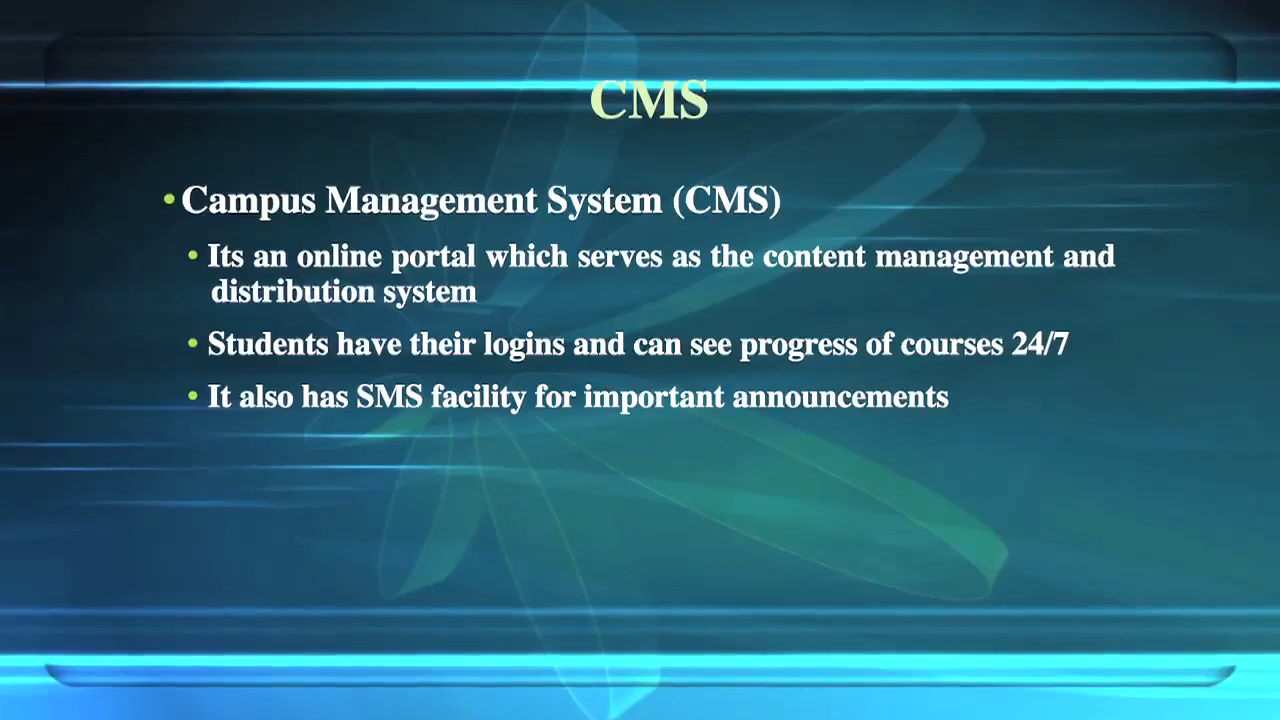 CMS
• Campus Management System (CMS)
• Its an online portal which serves as the content management and
distribution system
• Students have their logins and can see progress of courses 24/7
• It also has SMS facility for important announcements